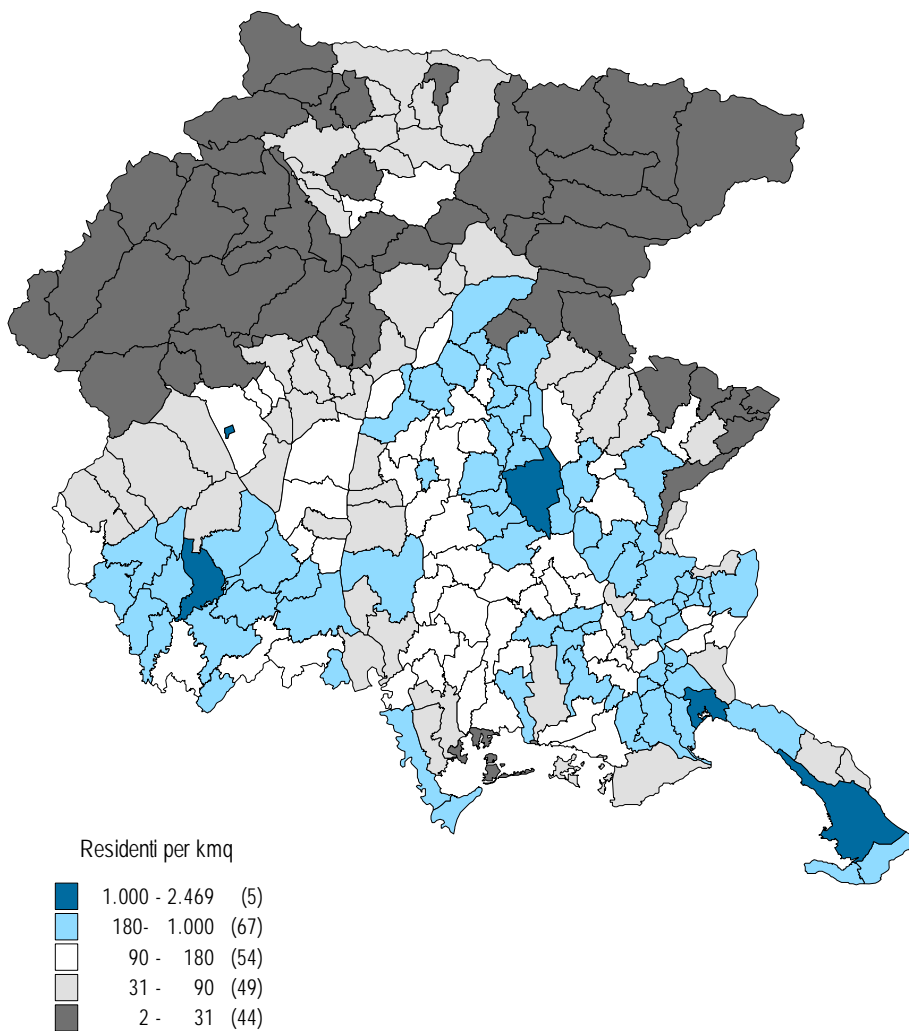 Residenti per kmq
1.000 - 2.469 (5)
180- 1.000 (67)
90 - 180 (54)
31 - 90 (49)
2 - 31 (44)